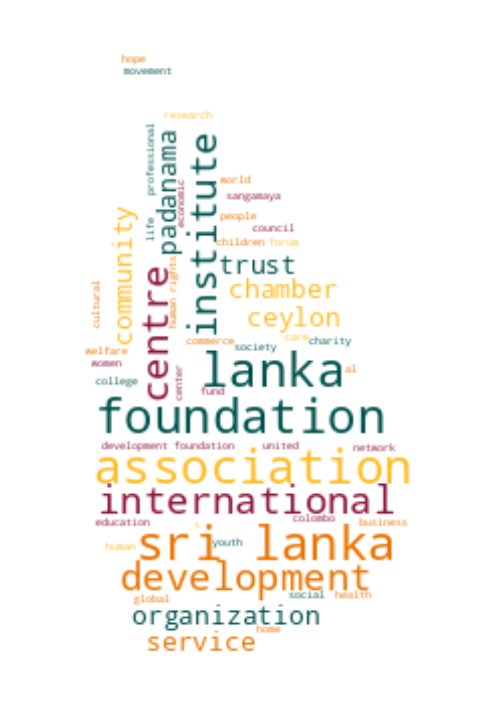 hope
movement
research
professional
padanama
institute
economic
world
sangamaya
life
people
council
community
children
forum
centre
human rights
trust
chamber
cultural
ceylon
commerce
society
care
charity
welfare
women
lanka
al
college
center
fund
foundation
development foundation
united
network
association
international
education
colombo
business
s
human
sri lanka
youth
development
global
social
health
organization
home
service